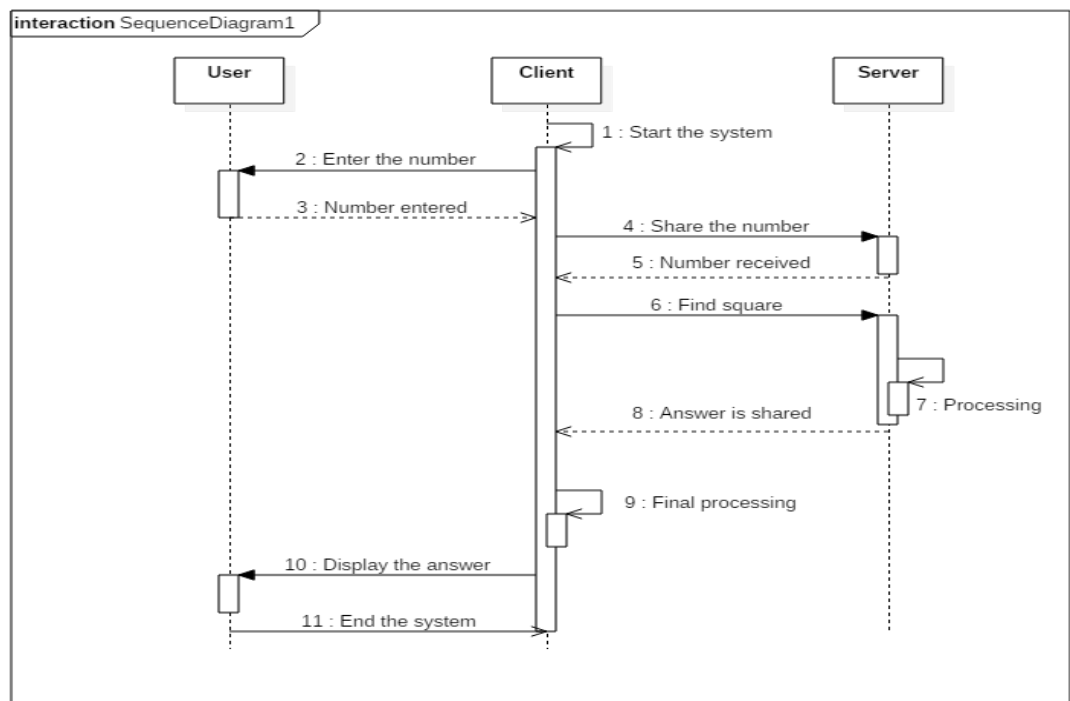 interaction SequenceDiagram1
User
Client
Server
1 : Start the system
2 : Enter the number
3 : Number entered
4 : Share the number
5 : Number received
6 : Find square
7 : Processing
8 : Answer is shared
9 : Final processing
10 : Display the answer
11 : End the system